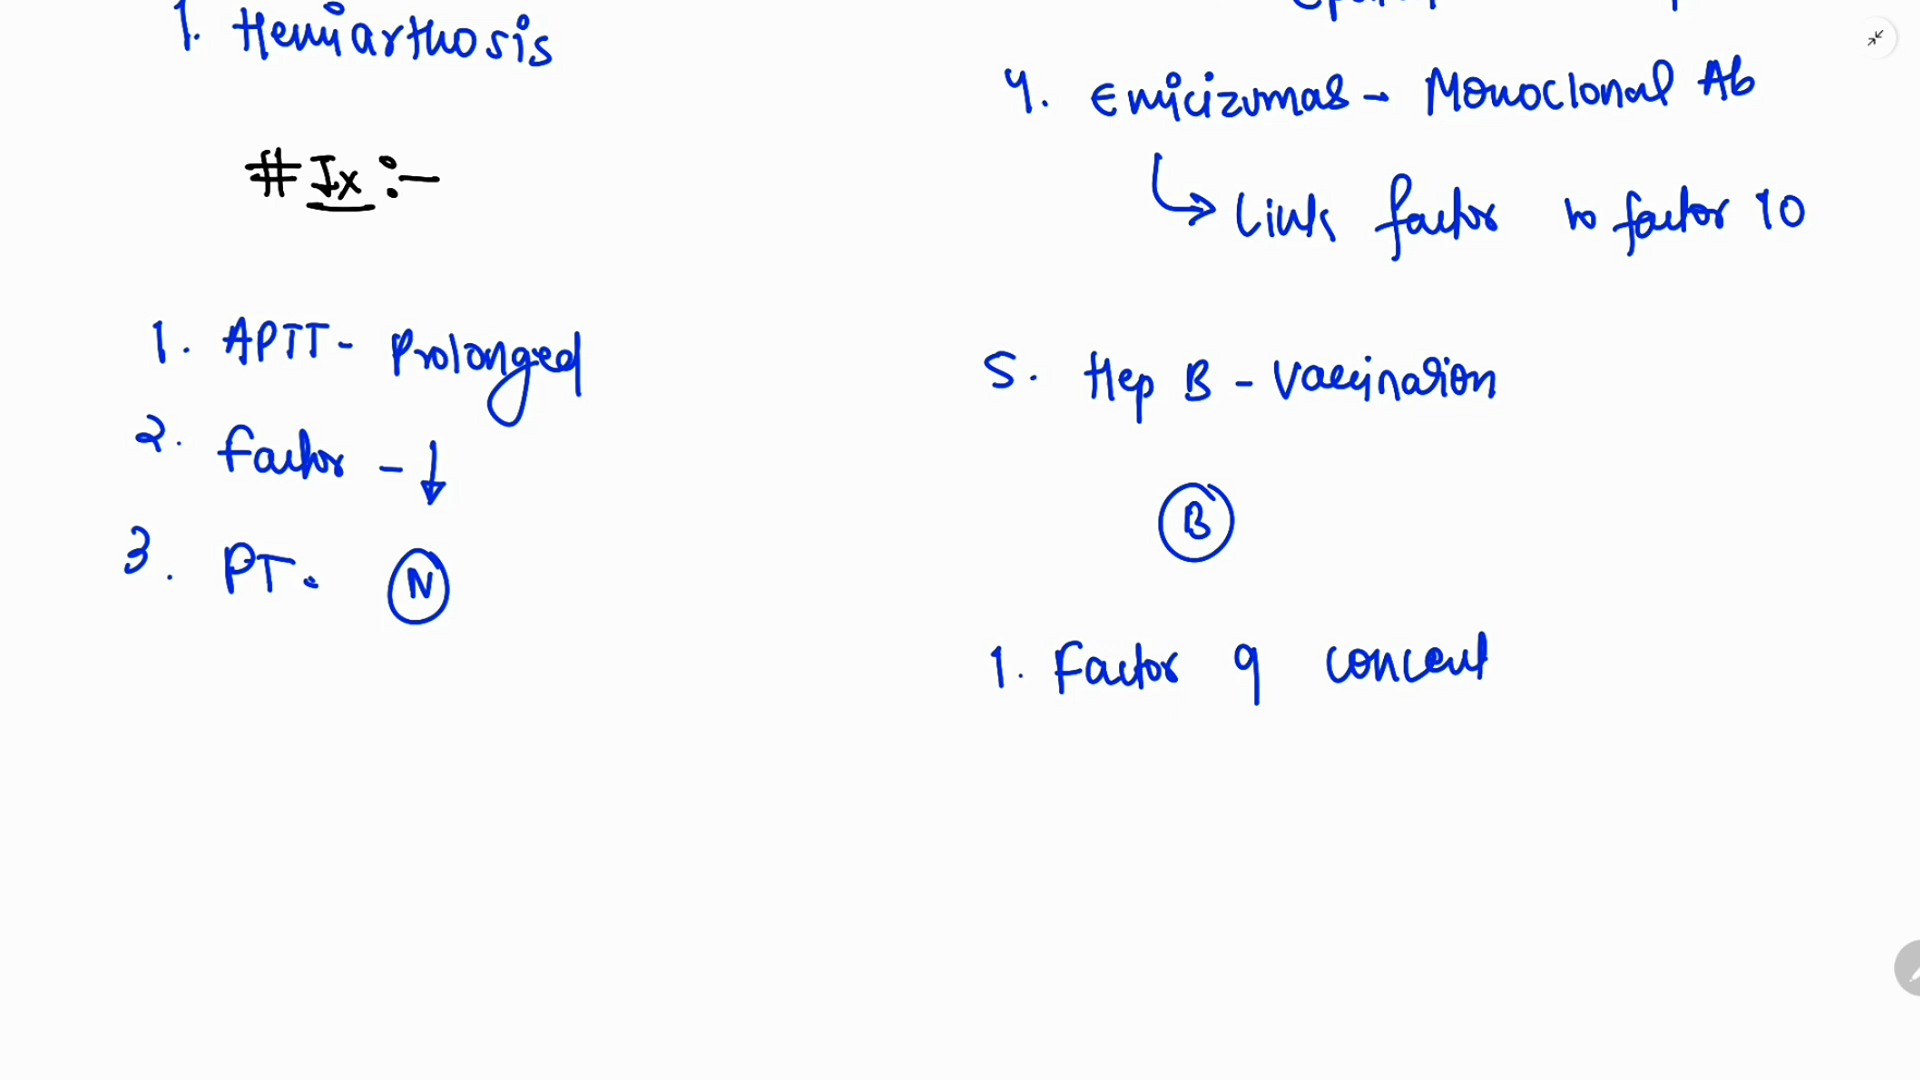 1. Hemiarthosis
# Ix :-
1. APTT - Prolonged
2. factor - ↓
3. PT - N
4. Emicizumab - Monoclonal Ab
↳ Link factor to factor 10
5. Hep B - Vaccination
B
1. Factor 9 concent